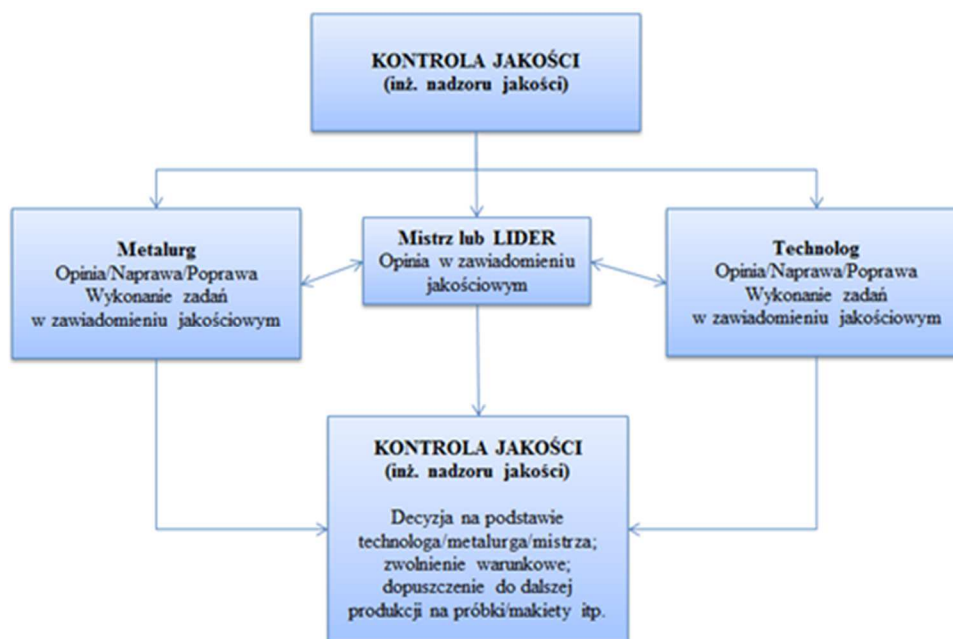 KONTROLA JAKOŚCI
(inż. nadzoru jakości)
Metalurg
Opinia/Naprawa/Poprawa
Wykonanie zadań
w zawiadomieniu jakościowym
Mistrz lub LIDER
Opinia w zawiadomieniu
jakościowym
Technolog
Opinia/Naprawa/Poprawa
Wykonanie zadań
w zawiadomieniu jakościowym
KONTROLA JAKOŚCI
(inż. nadzoru jakości)
Decyzja na podstawie
technologa/metalurga/mistrza;
zwolnienie warunkowe;
dopuszczenie do dalszej
produkcji na próbki/makiety itp.